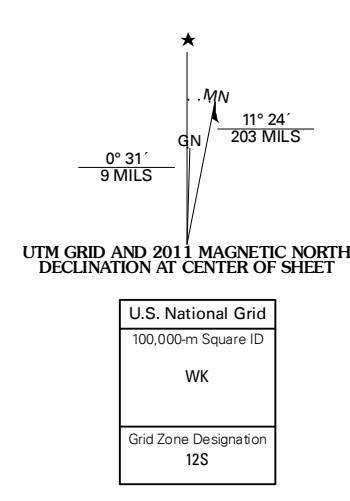 ★
MN
11° 24´
203 MILS
GN
0° 31´
9 MILS
UTM GRID AND 2011 MAGNETIC NORTH
DECLINATION AT CENTER OF SHEET
U.S. National Grid
100,000-m Square ID
WK
Grid Zone Designation
12S